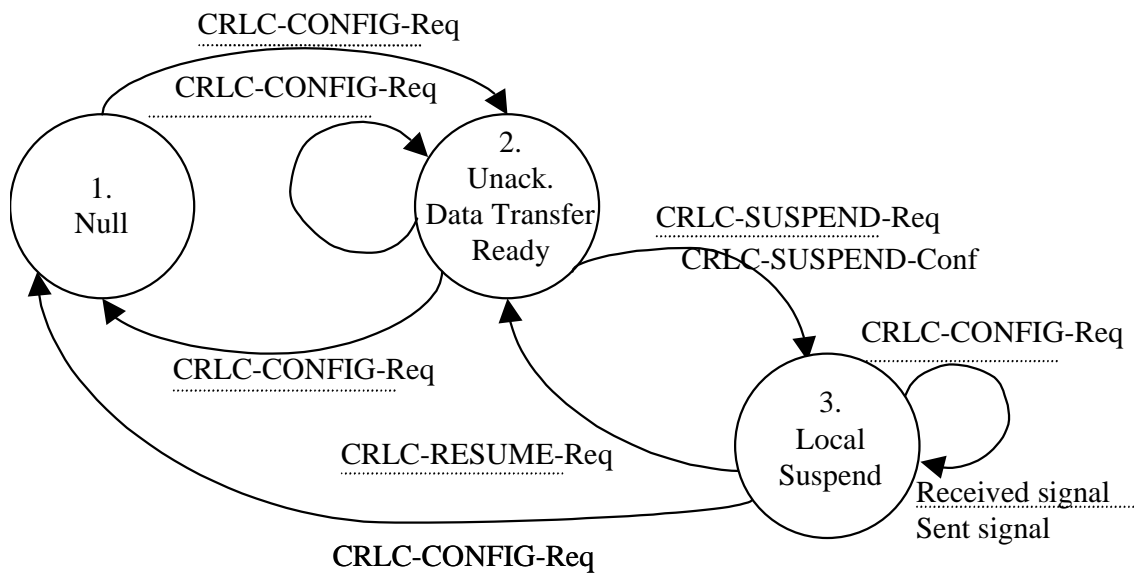 CRLC-CONFIG-Req
CRLC-CONFIG-Req
1.
Null
2.
Unack.
Data Transfer
Ready
CRLC-SUSPEND-Req
CRLC-SUSPEND-Conf
CRLC-CONFIG-Req
CRLC-CONFIG-Req
3.
Local
Suspend
CRLC-RESUME-Req
Received signal
Sent signal
CRLC-CONFIG-Req